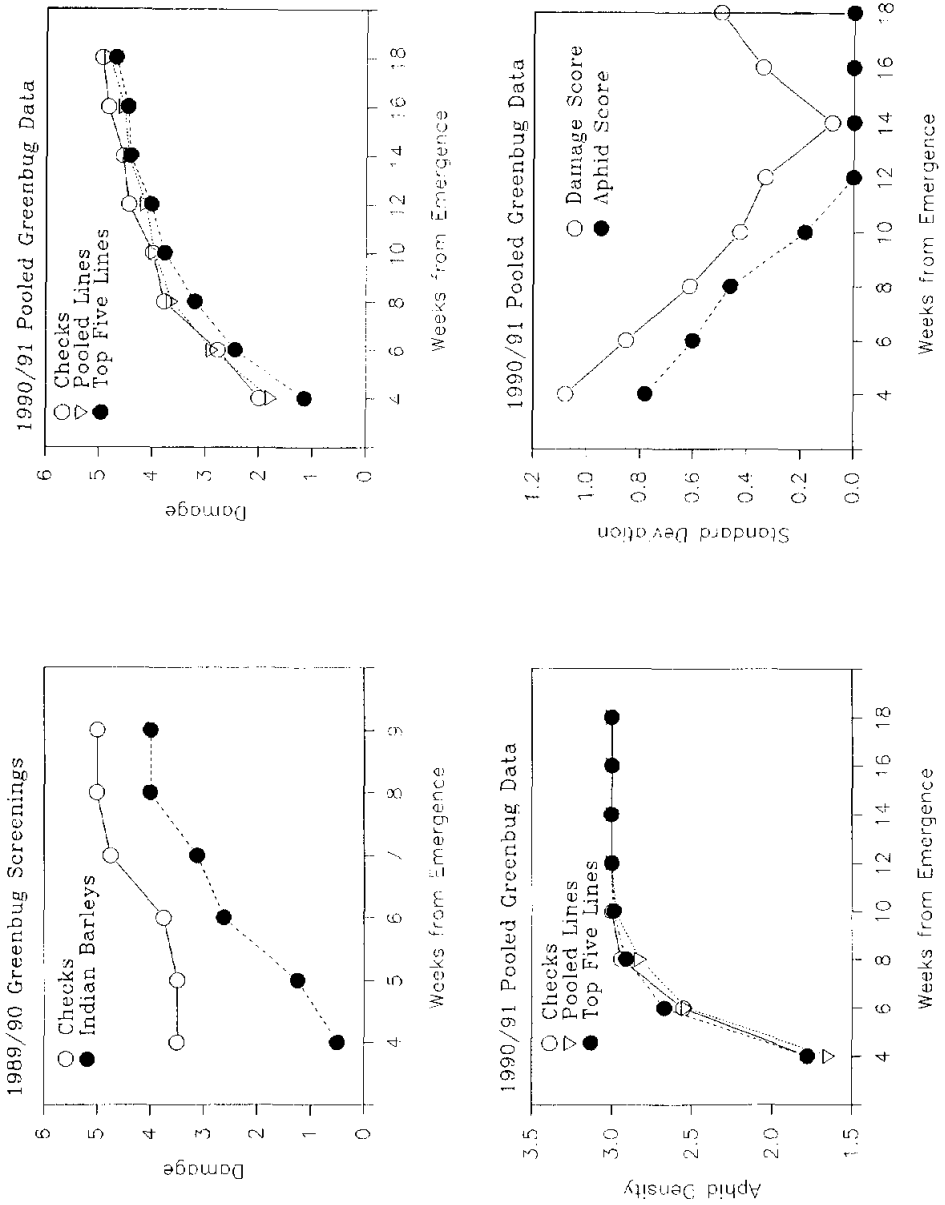 1989/90 Greenbug Screenings
Checks
Indian Barleys
Damage
6
5
4
3
2
1
0
4 5 6 7 8 9
Weeks from Emergence
1990/91 Pooled Greenbug Data
Checks
Pooled Lines
Top Five Lines
Damage
6
5
4
3
2
1
0
4 6 8 10 12 14 16 18
Weeks from Emergence
1990/91 Pooled Greenbug Data
Checks
Pooled Lines
Top Five Lines
Aphid Density
3.5
3.0
2.5
2.0
1.5
4 6 8 10 12 14 16 18
Weeks from Emergence
1990/91 Pooled Greenbug Data
Damage Score
Aphid Score
Standard Deviation
1.2
1.0
0.8
0.6
0.4
0.2
0.0
4 6 8 10 12 14 16 18
Weeks from Emergence